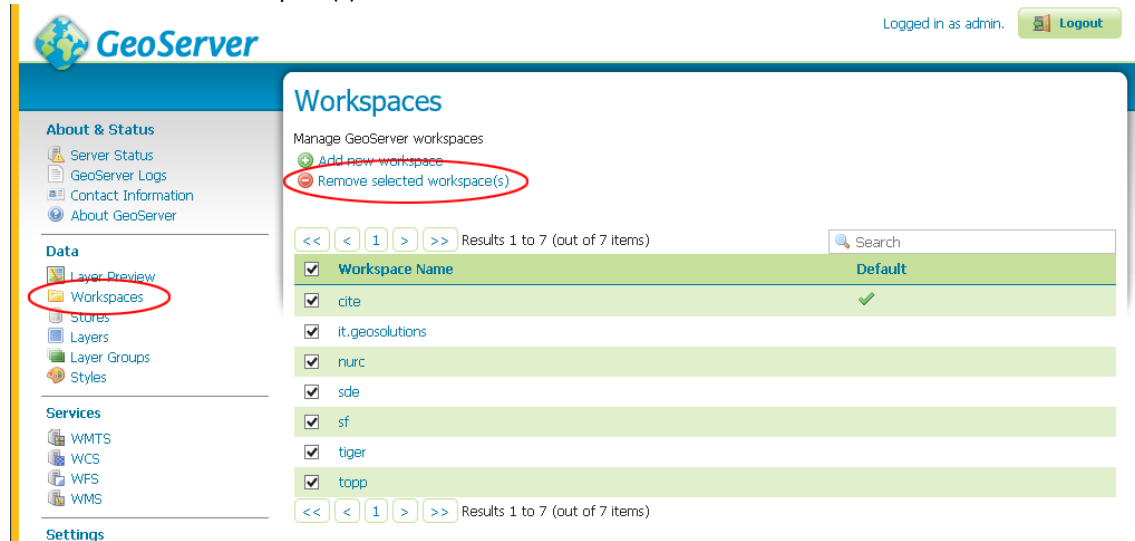 GeoServer
Logged in as admin.
Logout
About & Status
Server Status
GeoServer Logs
Contact Information
About GeoServer
Data
Layer Preview
Workspaces
Stores
Layers
Layer Groups
Styles
Services
WMTS
WCS
WFS
WMS
Settings
Workspaces
Manage GeoServer workspaces
Add new workspace
Remove selected workspace(s)
<< < 1 > >> Results 1 to 7 (out of 7 items)
Search
Workspace Name Default
cite
it.geosolutions
nurc
sde
sf
tiger
topp
<< < 1 > >> Results 1 to 7 (out of 7 items)